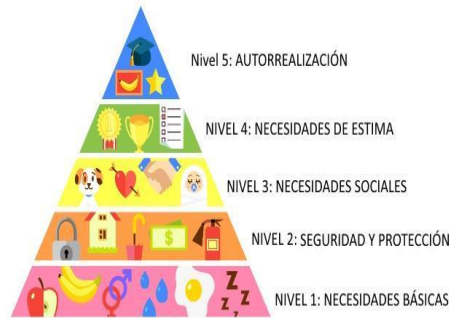 Nivel 5: AUTORREALIZACIÓN
NIVEL 4: NECESIDADES DE ESTIMA
NIVEL 3: NECESIDADES SOCIALES
NIVEL 2: SEGURIDAD Y PROTECCIÓN
$
NIVEL 1: NECESIDADES BÁSICAS
Z
Z
Z
Z
Z